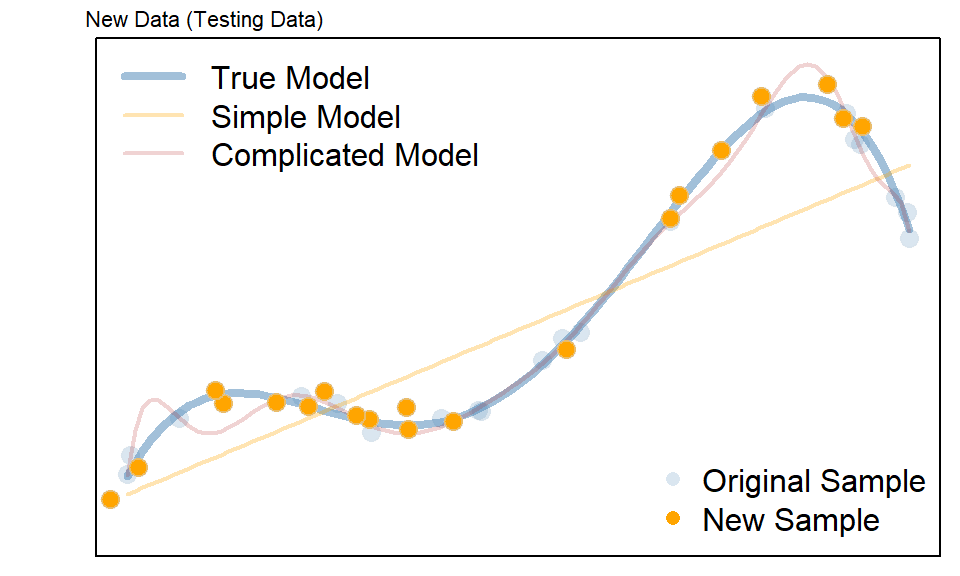 New Data (Testing Data)
True Model
Simple Model
Complicated Model
Original Sample
New Sample